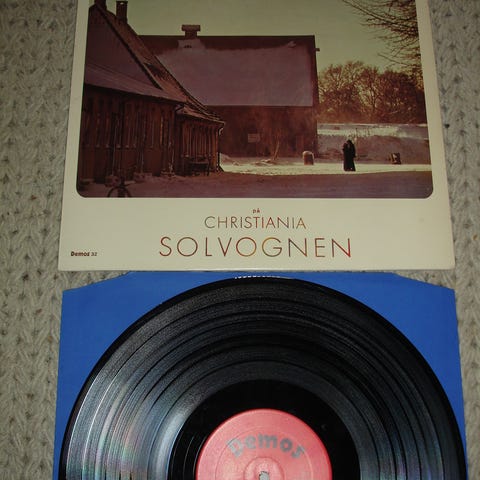 PÅ
CHRISTIANIA
SOLVOGNEN
Demos 32
Demos